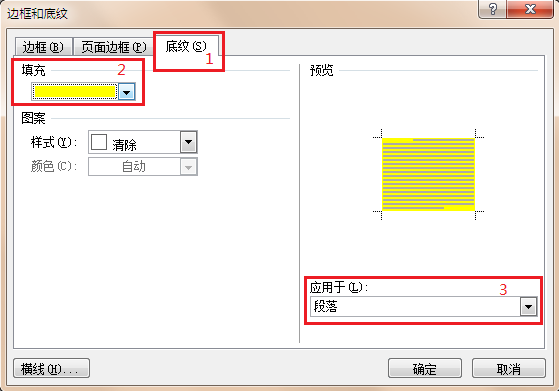 边框和底纹
边框(B) 页面边框(P) 底纹(S)
1
填充 2
预览
图案
样式(Y): 清除
颜色(C): 自动
应用于(L): 3
段落
横线(H)... 确定 取消